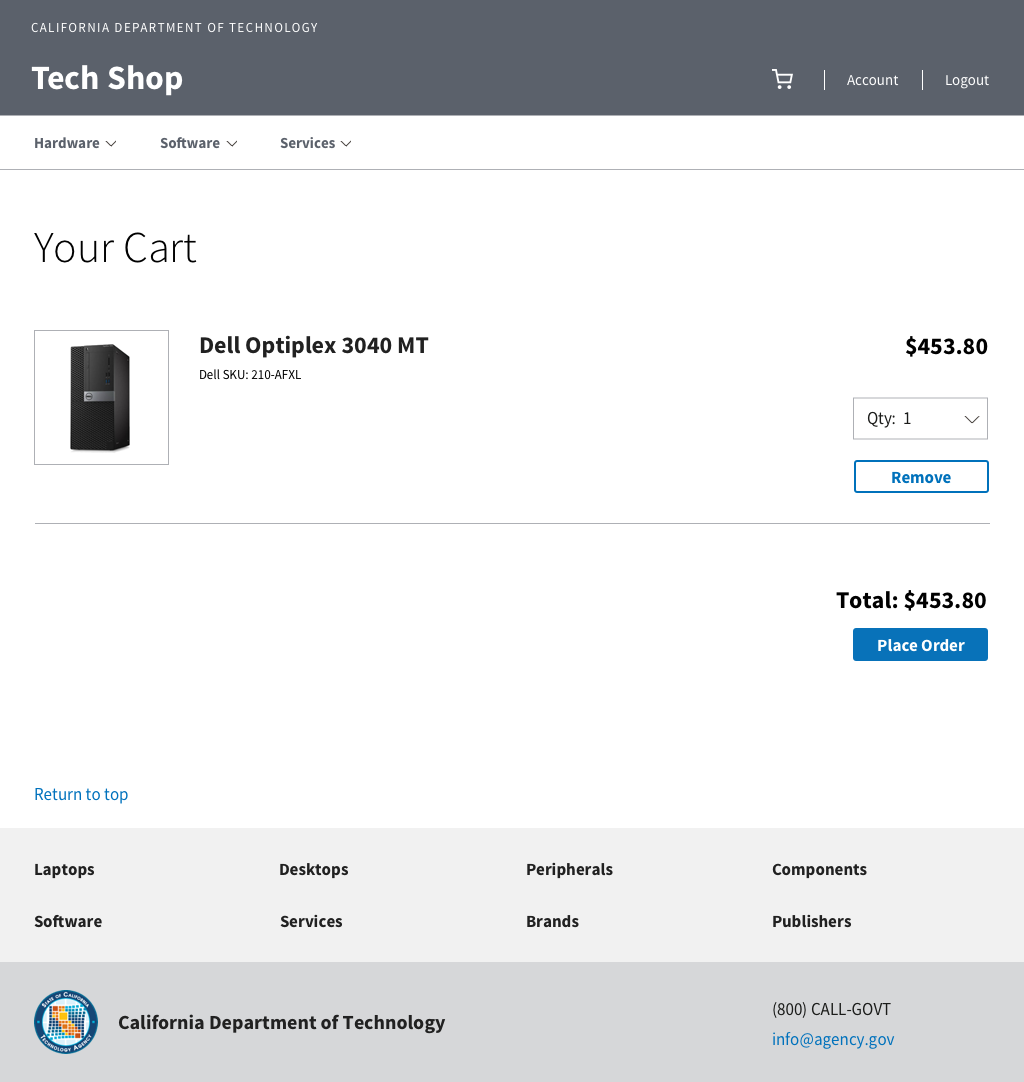 CALIFORNIA DEPARTMENT OF TECHNOLOGY
Tech Shop
Account
Logout
Hardware
Software
Services
Your Cart
Dell Optiplex 3040 MT
$453.80
Dell SKU: 210-AFXL
Qty: 1
Remove
Total: $453.80
Place Order
Return to top
Laptops
Desktops
Peripherals
Components
Software
Services
Brands
Publishers
STATE OF CALIFORNIA
TECHNOLOGY AGENCY
California Department of Technology
(800) CALL-GOVT
info@agency.gov